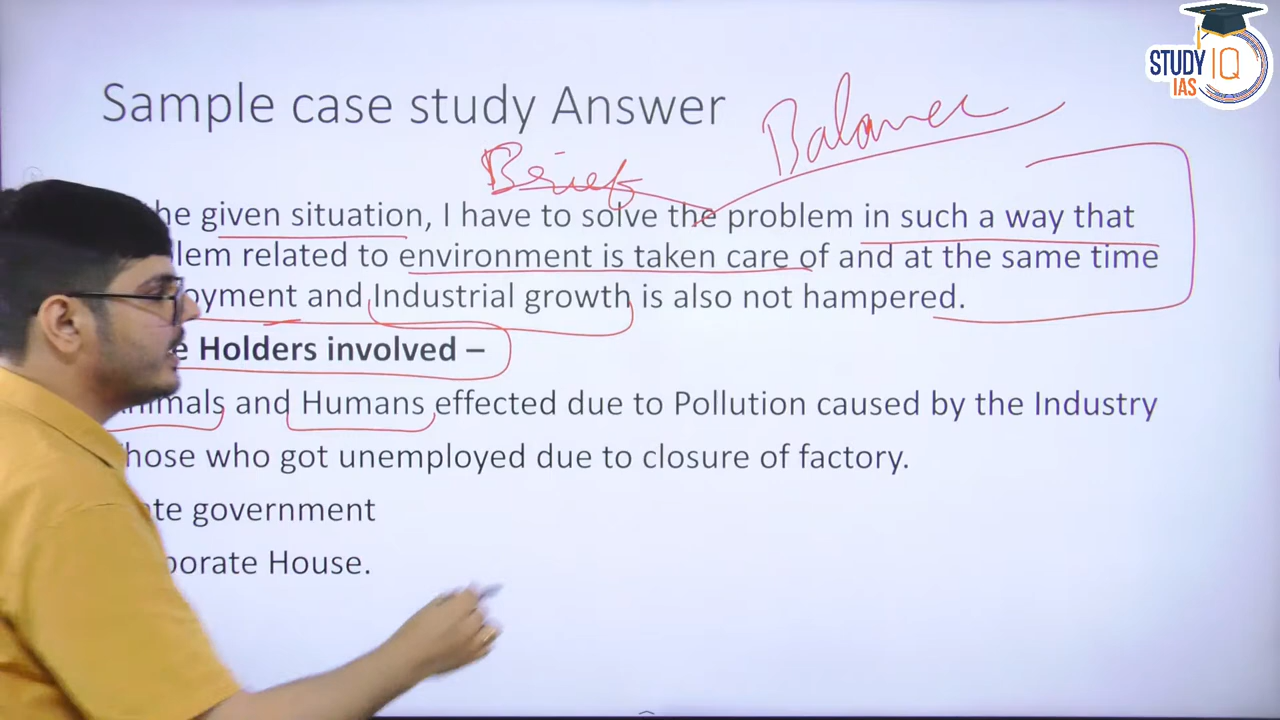 STUDY IQ
IAS
Sample case study Answer
Balance
Brief
he given situation, I have to solve the problem in such a way that
lem related to environment is taken care of and at the same time
oyment and Industrial growth is also not hampered.
e Holders involved –
nimals and Humans effected due to Pollution caused by the Industry
hose who got unemployed due to closure of factory.
te government
porate House.